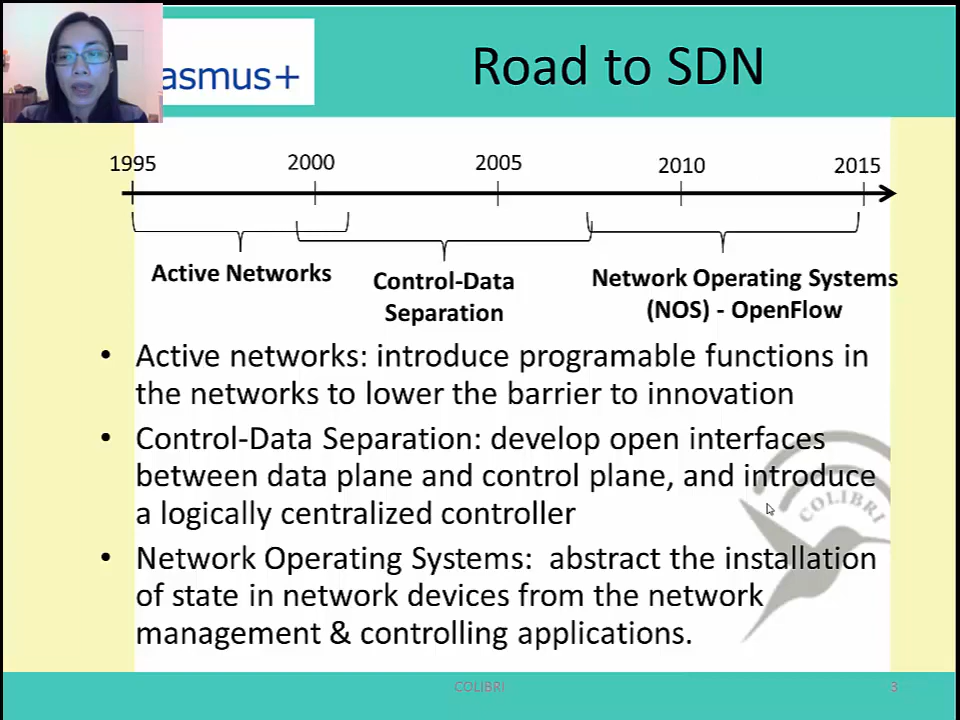 asmus+
Road to SDN
1995 2000 2005 2010 2015
Active Networks
Control-Data
Separation
Network Operating Systems
(NOS) - OpenFlow
• Active networks: introduce programable functions in
the networks to lower the barrier to innovation
• Control-Data Separation: develop open interfaces
between data plane and control plane, and introduce
a logically centralized controller
• Network Operating Systems: abstract the installation
of state in network devices from the network
management & controlling applications.
COLIBRI
COLIBRI
3